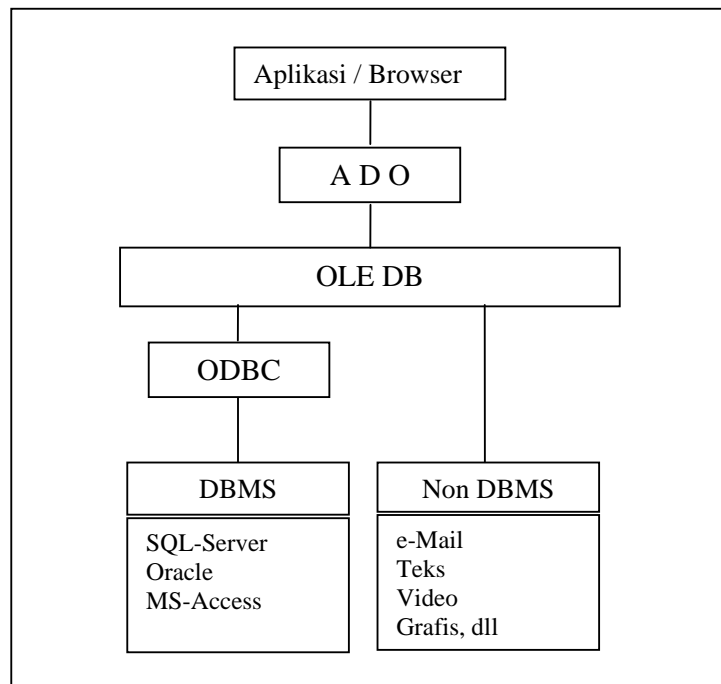 Aplikasi / Browser
A D O
OLE DB
ODBC
DBMS
SQL-Server
Oracle
MS-Access
Non DBMS
e-Mail
Teks
Video
Grafis, dll